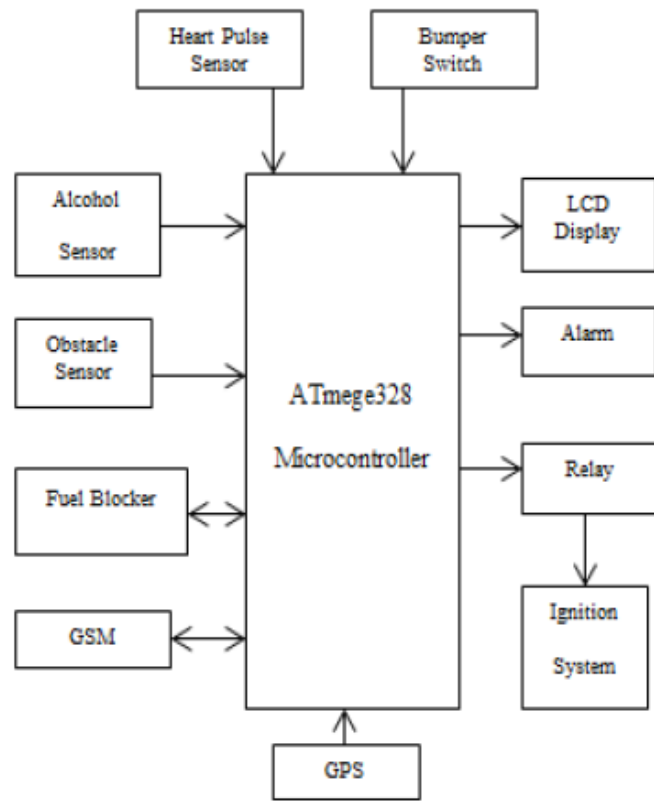 Heart Pulse
Sensor
Bumper
Switch
Alcohol
Sensor
LCD
Display
Obstacle
Sensor
Alarm
ATmege328
Microcontroller
Fuel Blocker
Relay
GSM
Ignition
System
GPS